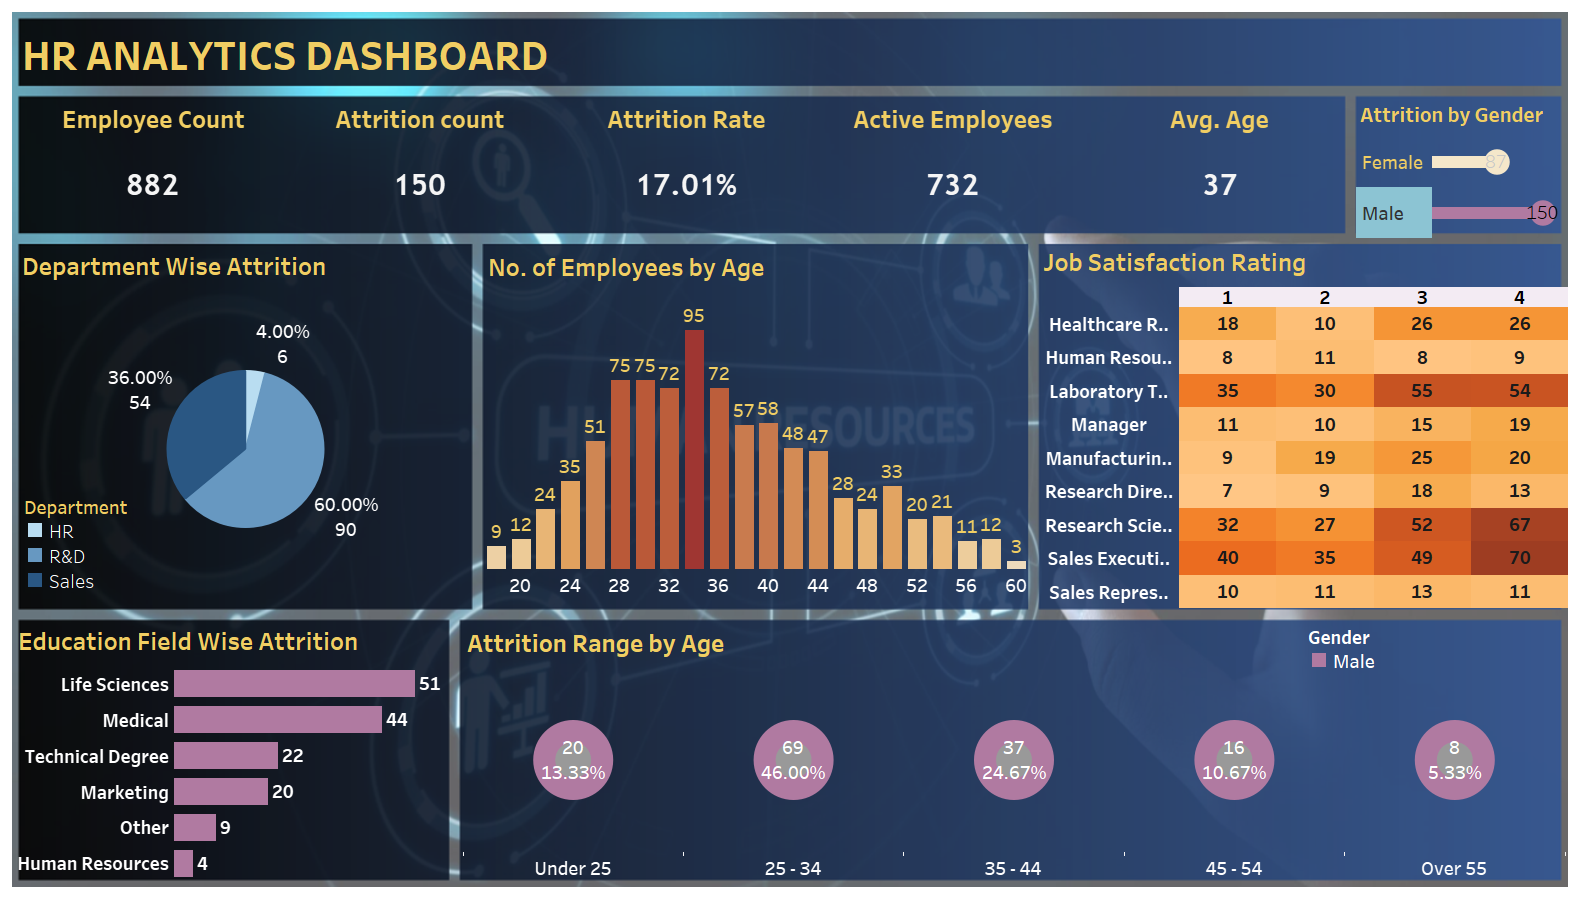 HR ANALYTICS DASHBOARD
Employee Count Attrition count Attrition Rate Active Employees Avg. Age
882 150 17.01% 732 37
Attrition by Gender
Female 87
Male 150
Department Wise Attrition
4.00%
6
36.00%
54
60.00%
90
Department
HR
R&D
Sales
No. of Employees by Age
9 12 24 35 51 75 75 72 95 72 57 58 48 47 28 24 33 20 21 11 12 3
20 24 28 32 36 40 44 48 52 56 60
HUMAN RESOURCES
Job Satisfaction Rating
1 2 3 4
Healthcare R.. 18 10 26 26
Human Resou.. 8 11 8 9
Laboratory T.. 35 30 55 54
Manager 11 10 15 19
Manufacturin.. 9 19 25 20
Research Dire.. 7 9 18 13
Research Scie.. 32 27 52 67
Sales Executi.. 40 35 49 70
Sales Repres.. 10 11 13 11
Education Field Wise Attrition
Life Sciences 51
Medical 44
Technical Degree 22
Marketing 20
Other 9
Human Resources 4
Attrition Range by Age
Gender
Male
20 69 37 16 8
13.33% 46.00% 24.67% 10.67% 5.33%
Under 25 25 - 34 35 - 44 45 - 54 Over 55